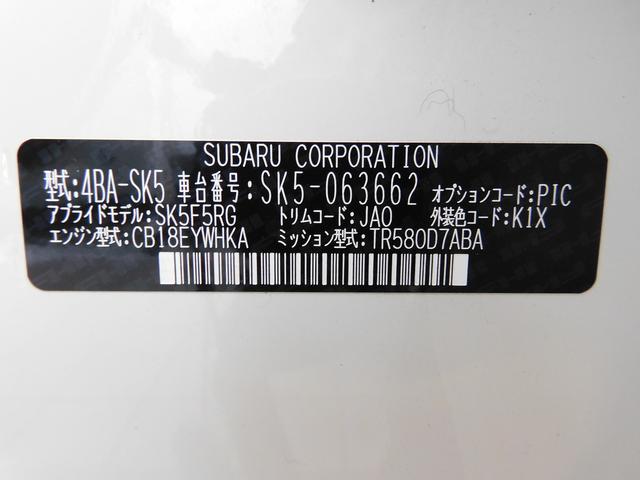 SUBARU CORPORATION
型式:4BA-SK5 車台番号:SK5-063662 オプションコード:PIC
アプライドモデル:SK5F5RG トリムコード:JAO 外装色コード:K1X
エンジン型式:CB18EYWHKA ミッション型式:TR580D7ABA